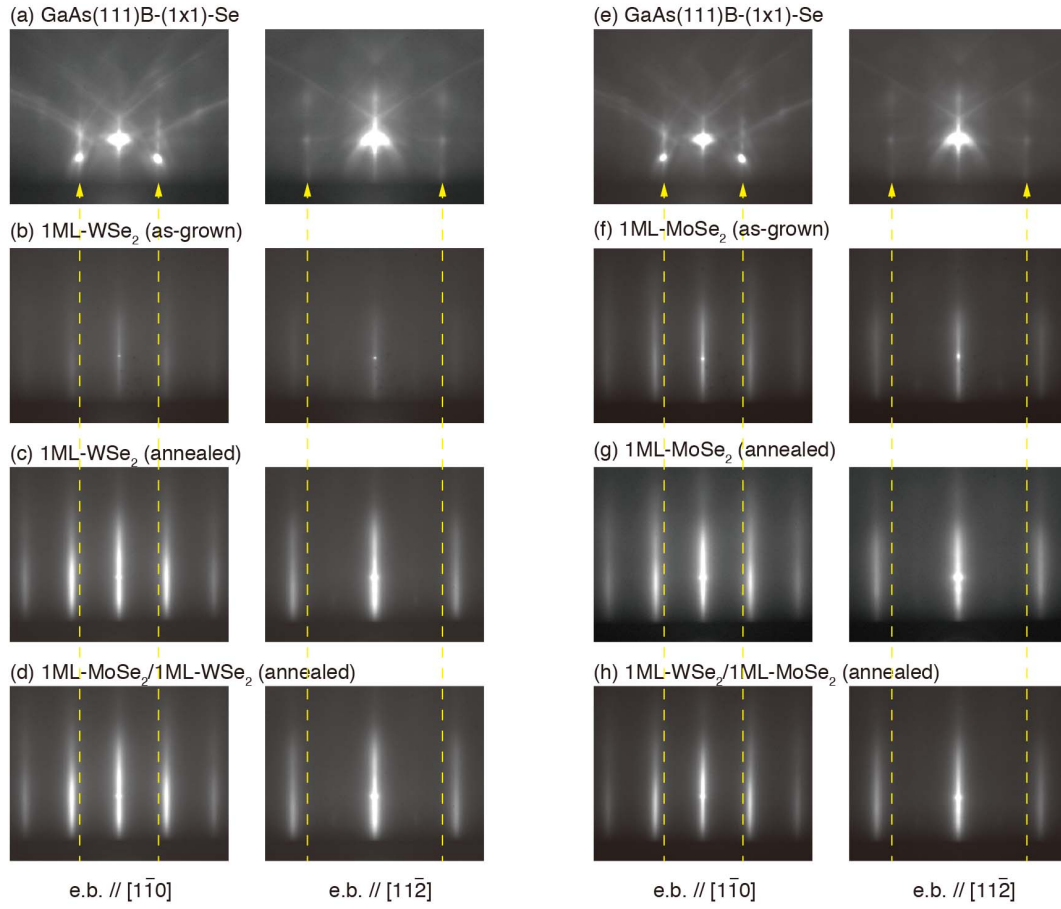 (a) GaAs(111)B-(1x1)-Se
(b) 1ML-WSe₂ (as-grown)
(c) 1ML-WSe₂ (annealed)
(d) 1ML-MoSe₂/1ML-WSe₂ (annealed)
e.b. // [11̅0] e.b. // [112̅]
(e) GaAs(111)B-(1x1)-Se
(f) 1ML-MoSe₂ (as-grown)
(g) 1ML-MoSe₂ (annealed)
(h) 1ML-WSe₂/1ML-MoSe₂ (annealed)
e.b. // [11̅0] e.b. // [112̅]